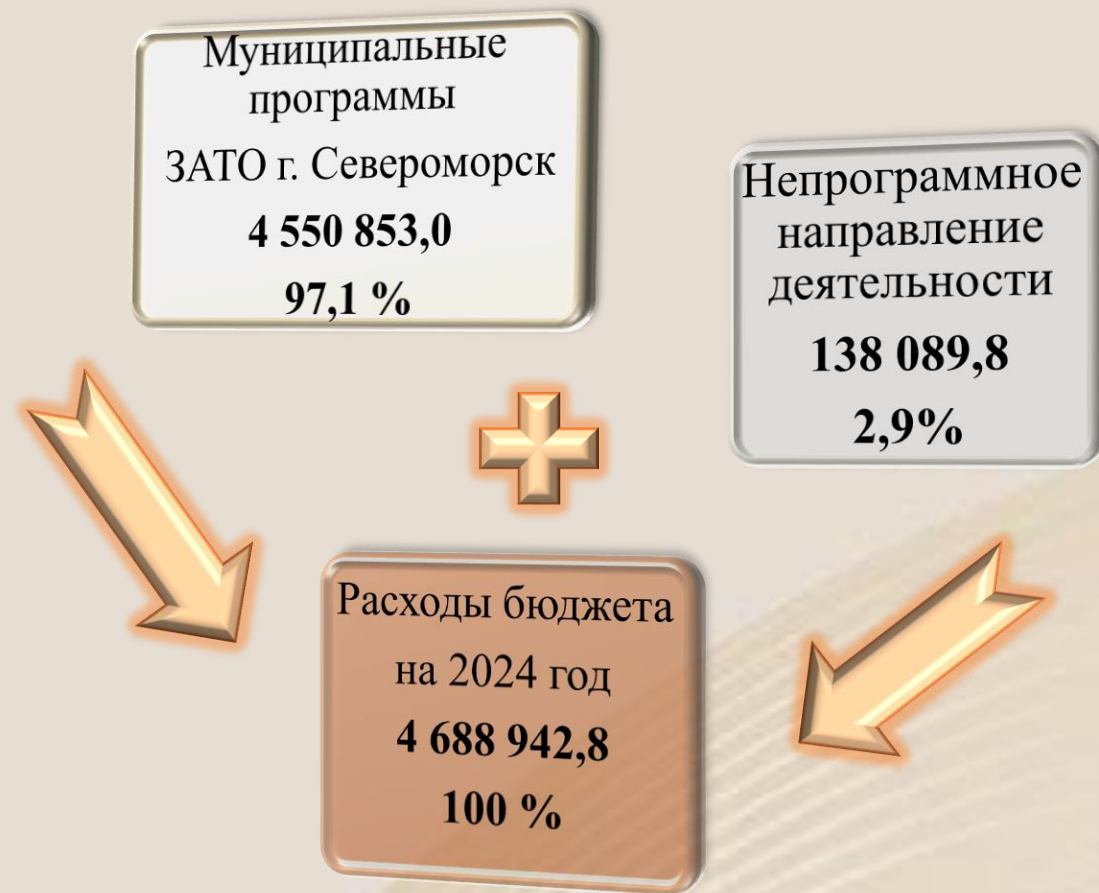 Муниципальные
программы
ЗАТО г. Североморск
4 550 853,0
97,1 %
Непрограммное
направление
деятельности
138 089,8
2,9%
Расходы бюджета
на 2024 год
4 688 942,8
100 %